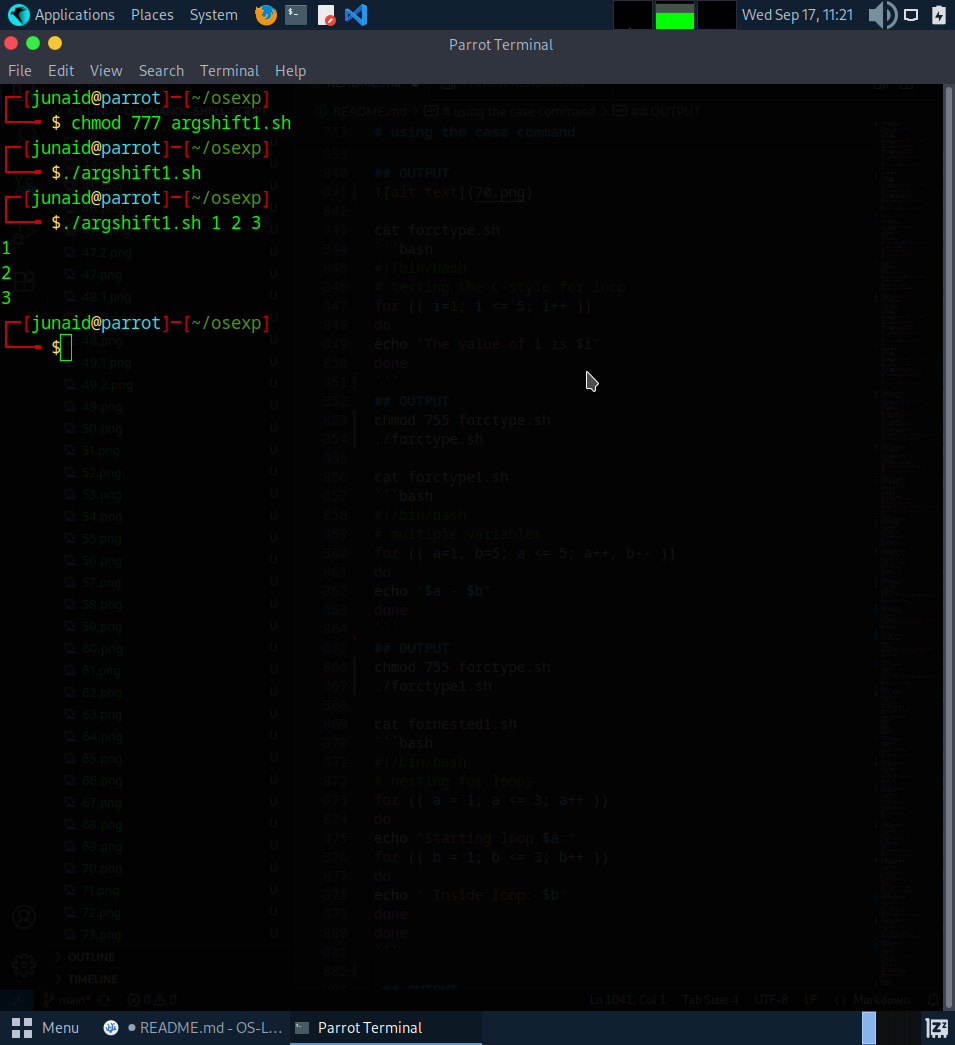 Applications Places System Wed Sep 17, 11:21
Parrot Terminal
File Edit View Search Terminal Help
┌─[junaid@parrot]─[~/osexp]
└──╼ $ chmod 777 argshift1.sh
┌─[junaid@parrot]─[~/osexp]
└──╼ $./argshift1.sh
┌─[junaid@parrot]─[~/osexp]
└──╼ $./argshift1.sh 1 2 3
1
2
3
┌─[junaid@parrot]─[~/osexp]
└──╼ $
README.md
OS-LINUX-COMMANDS-SHELL-SCRIPT
README.md > # using the case command > ## OUTPUT
737 # using the case command
839
840 ## OUTPUT
841 ![alt text](70.png)
842
843 cat forctype.sh
844 ```bash
845 #!/bin/bash
846 # testing the C-style for loop
847 for (( i=1; i <= 5; i++ ))
848 do
849 echo "The value of i is $i"
850 done
851 ```
852 ## OUTPUT
853 chmod 755 forctype.sh
854 ./forctype.sh
855
856 cat forctype1.sh
857 ```bash
858 #!/bin/bash
859 # multiple variables
860 for (( a=1, b=5; a <= 5; a++, b-- ))
861 do
862 echo "$a - $b"
863 done
864 ```
865 ## OUTPUT
866 chmod 755 forctype.sh
867 ./forctype1.sh
868
869 cat fornested1.sh
870 ```bash
871 #!/bin/bash
872 # nesting for loops
873 for (( a = 1; a <= 3; a++ ))
874 do
875 echo "Starting loop $a:"
876 for (( b = 1; b <= 3; b++ ))
877 do
878 echo " Inside loop: $b"
879 done
880 done
881 ```
882
## OUTPUT
47.2.png U
47.png U
48.1.png U
48.png U
49.1.png U
49.2.png U
49.png U
50.png U
51.png U
52.png U
53.png U
54.png U
55.png U
56.png U
57.png U
58.png U
59.png U
60.png U
61.png U
62.png U
63.png U
64.png U
65.png U
66.png U
67.png U
68.png U
69.png U
70.png U
71.png U
72.png U
73.png U
OUTLINE
TIMELINE
main* 0 0 Ln 1041, Col 1 Tab Size: 4 UTF-8 LF {} Markdown
Menu ● README.md - OS-L... Parrot Terminal